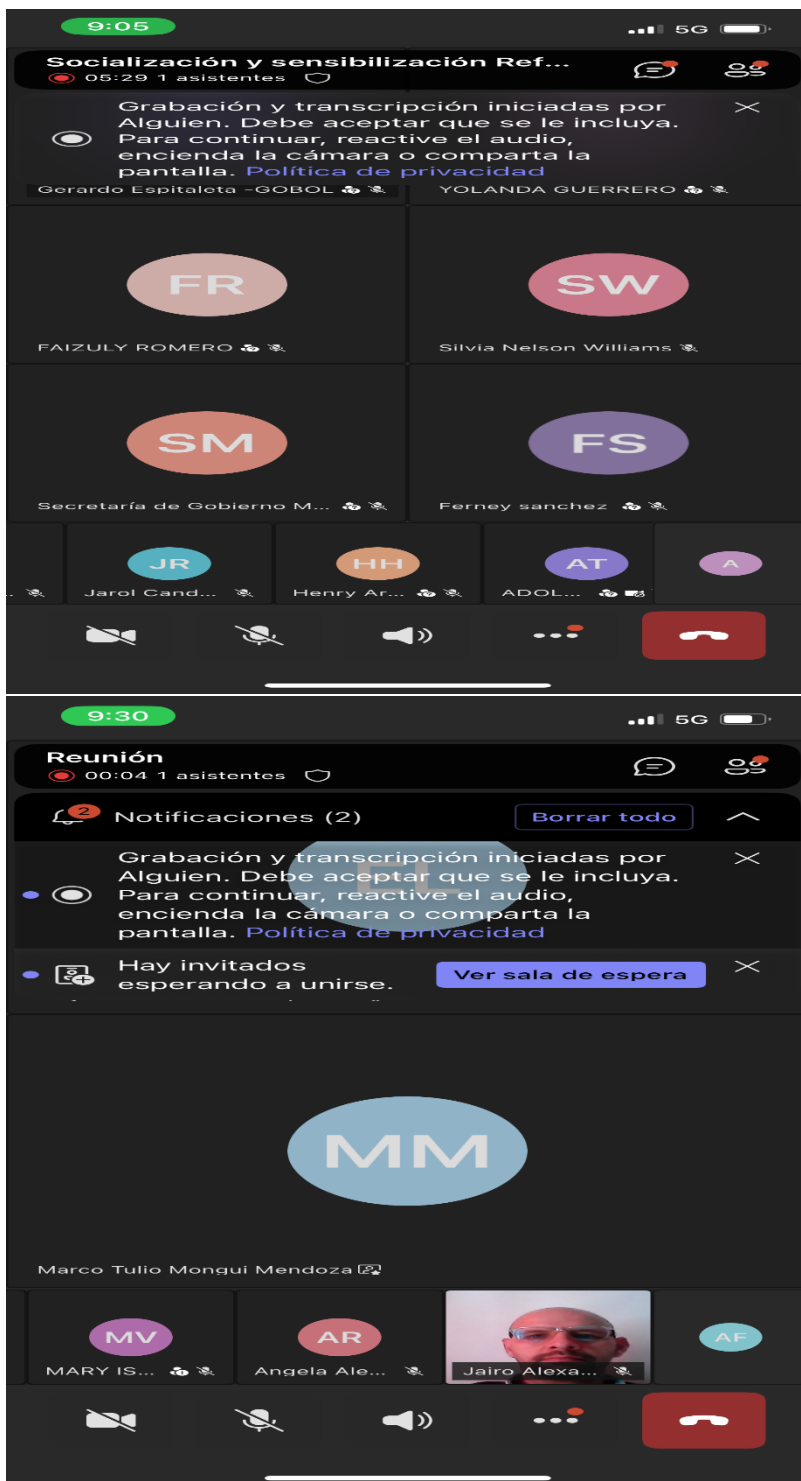 9:05
5G
Socialización y sensibilización Ref...
05:29 1 asistentes
Grabación y transcripción iniciadas por
Alguien. Debe aceptar que se le incluya.
Para continuar, reactive el audio,
encienda la cámara o comparta la
pantalla. Política de privacidad
Gerardo Espitaleta -GOBOL
YOLANDA GUERRERO
FR
SW
FAIZULY ROMERO
Silvia Nelson Williams
SM
FS
Secretaría de Gobierno M...
Ferney sanchez
JR
HH
AT
A
...
Jarol Cand...
Henry Ar...
ADOL...
9:30
5G
Reunión
00:04 1 asistentes
2
Notificaciones (2)
Borrar todo
EL
Grabación y transcripción iniciadas por
Alguien. Debe aceptar que se le incluya.
Para continuar, reactive el audio,
encienda la cámara o comparta la
pantalla. Política de privacidad
Hay invitados
esperando a unirse.
Ver sala de espera
MM
Marco Tulio Mongui Mendoza
MV
AR
AF
MARY IS...
Angela Ale...
Jairo Alexa...